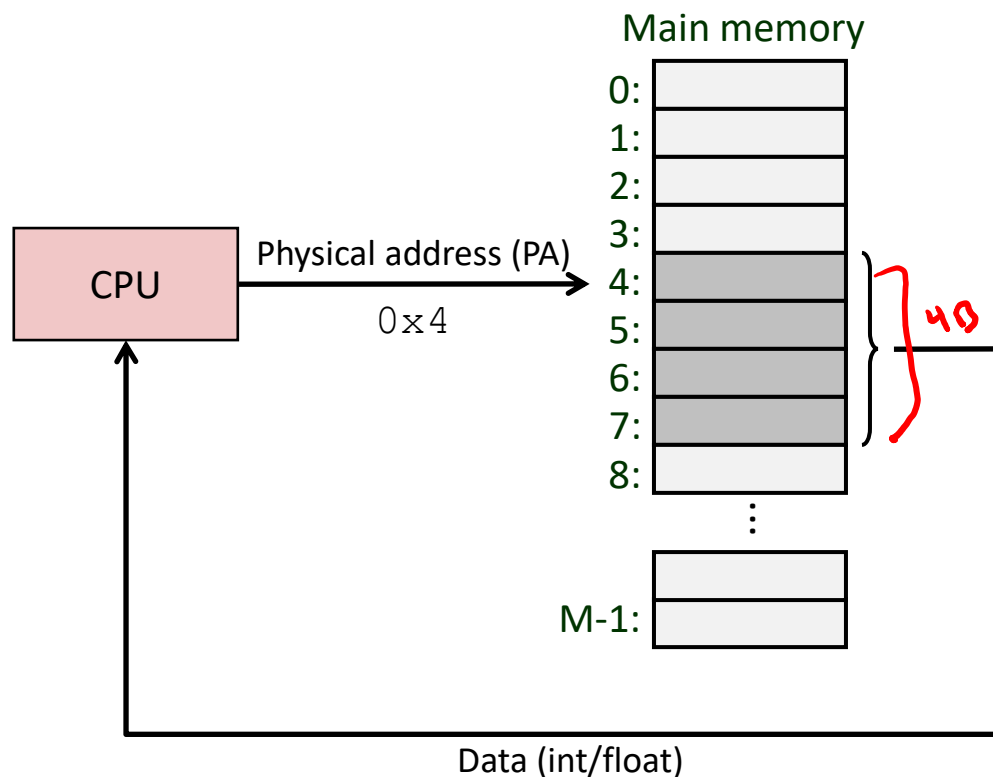 Main memory
0:
1:
2:
3:
CPU
Physical address (PA)
0x4
4:
5:
6:
7:
4B
8:
⋮
M-1:
Data (int/float)